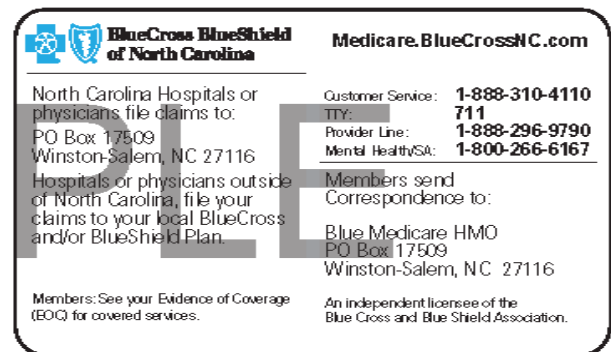 BlueCross BlueShield
of North Carolina
North Carolina Hospitals or
physicians file claims to:
PO Box 17509
Winston-Salem, NC 27116
Hospitals or physicians outside
of North Carolina, file your
claims to your local BlueCross
and/or BlueShield Plan.
Members: See your Evidence of Coverage
(EOC) for covered services.
Medicare.BlueCrossNC.com
Customer Service: 1-888-310-4110
TTY: 711
Provider Line: 1-888-296-9790
Mental Health/SA: 1-800-266-6167
Members send
Correspondence to:
Blue Medicare HMO
PO Box 17509
Winston-Salem, NC 27116
An independent licensee of the
Blue Cross and Blue Shield Association.
PLE